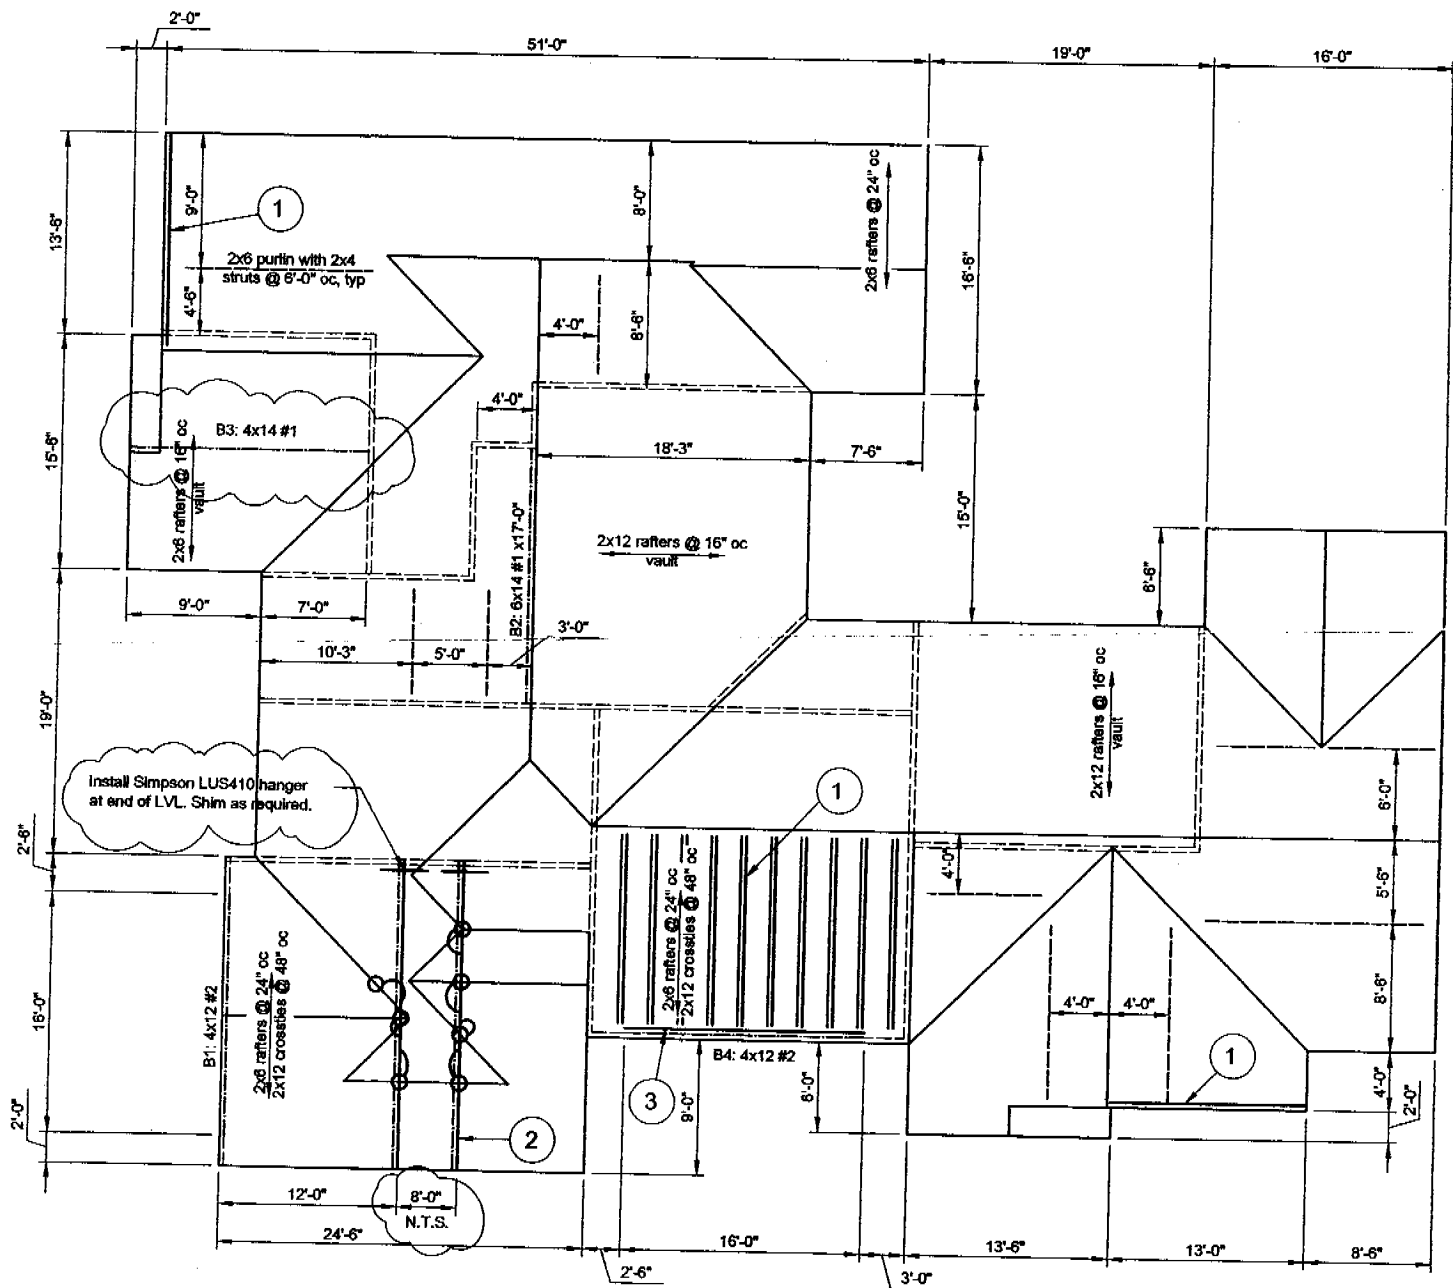 2'-0"
51'-0"
19'-0"
16'-0"
13'-6"
9'-0"
1
8'-0"
2x6 rafters @ 24" oc
16'-6"
2x6 purlin with 2x4
struts @ 6'-0" oc, typ
4'-6"
4'-0"
8'-6"
15'-6"
B3: 4x14 #1
2x6 rafters @ 16" oc
vault
4'-0"
18'-3"
7'-6"
15'-0"
B2: 6x14 #1 x17'-0"
2x12 rafters @ 16" oc
vault
6'-6"
9'-0"
7'-0"
3'-0"
10'-3"
5'-0"
19'-0"
2x12 rafters @ 16" oc
vault
Install Simpson LUS410 hanger
at end of LVL. Shim as required.
1
6'-0"
2'-6"
4'-0"
5'-6"
2x6 rafters @ 24" oc
2x12 crossties @ 48" oc
16'-0"
B1: 4x12 #2
2x6 rafters @ 24" oc
2x12 crossties @ 48" oc
4'-0"
4'-0"
8'-6"
B4: 4x12 #2
1
3
9'-0"
6'-0"
4'-0"
2'-0"
2'-0"
2
12'-0"
8'-0"
N.T.S.
24'-6"
2'-6"
16'-0"
3'-0"
13'-6"
13'-0"
8'-6"